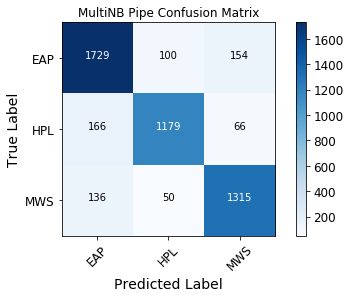 MultiNB Pipe Confusion Matrix
True Label
EAP 1729 100 154
HPL 166 1179 66
MWS 136 50 1315
EAP HPL MWS
Predicted Label
1600
1400
1200
1000
800
600
400
200